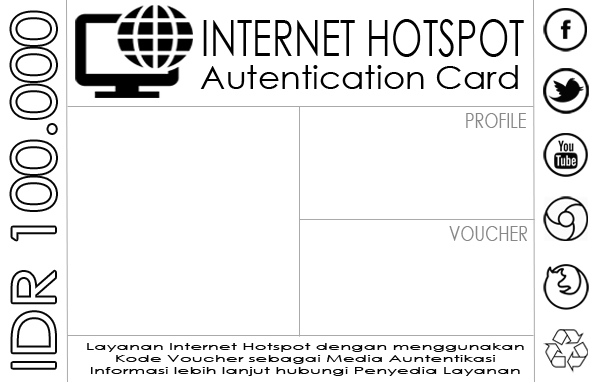 INTERNET HOTSPOT
Autentication Card
IDR 100.000
PROFILE
VOUCHER
f
You
Tube
Layanan Internet Hotspot dengan menggunakan
Kode Voucher sebagai Media Auntentikasi
Informasi lebih lanjut hubungi Penyedia Layanan